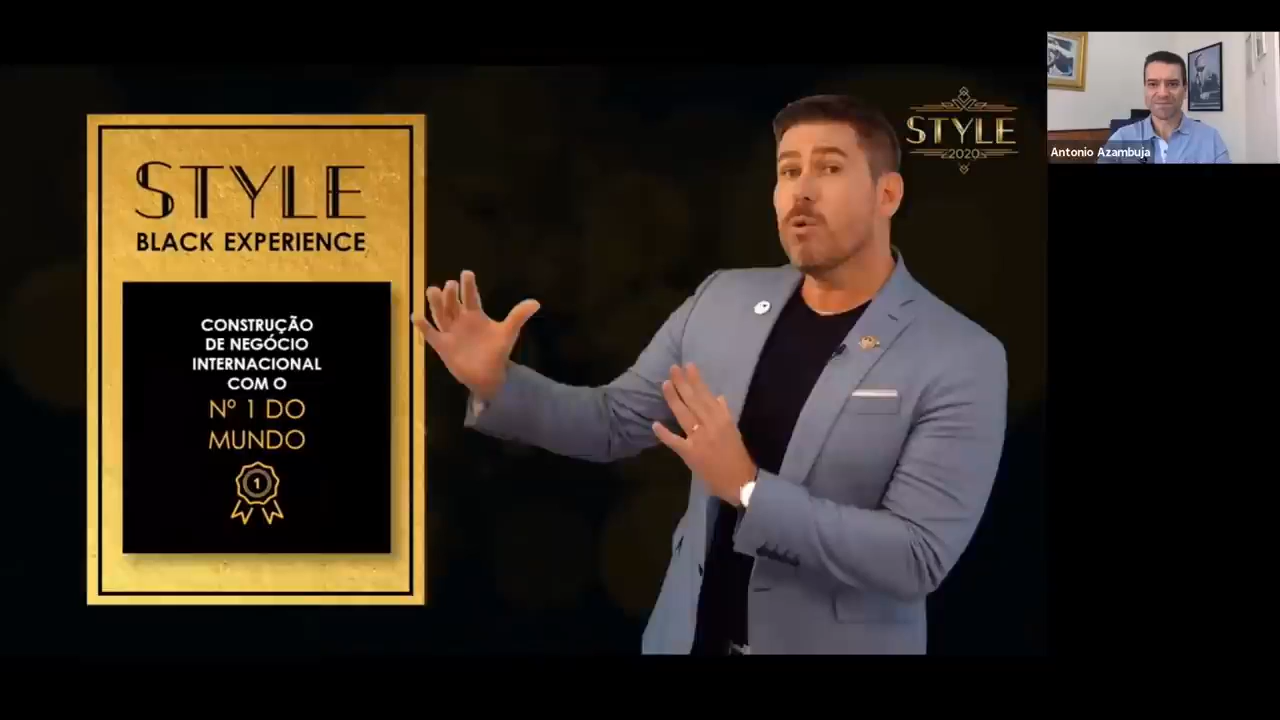 STYLE
BLACK EXPERIENCE
CONSTRUÇÃO
DE NEGÓCIO
INTERNACIONAL
COM O
Nº 1 DO
MUNDO
1
STYLE
2020
Antonio Azambuja